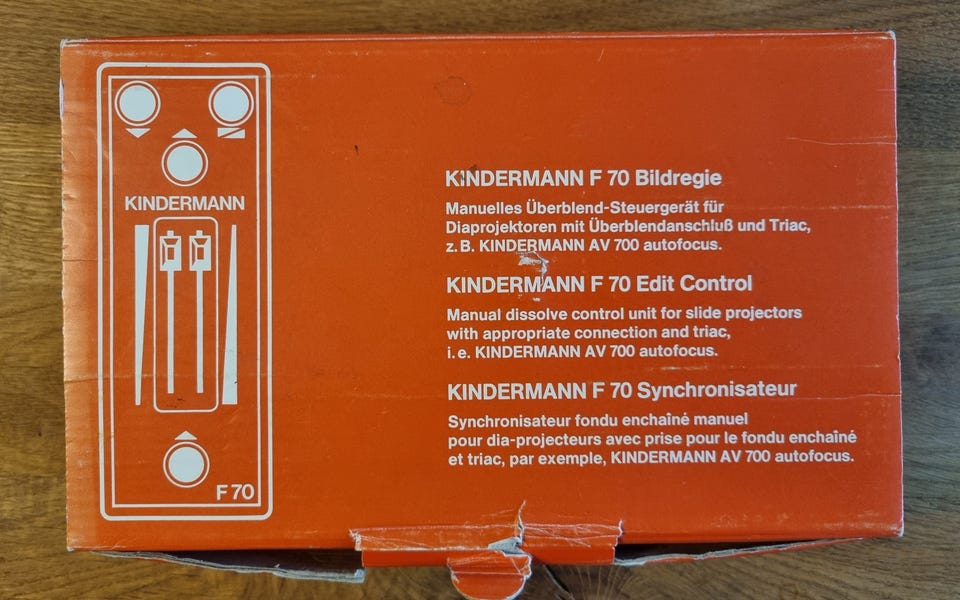 KINDERMANN
F 70
KINDERMANN F 70 Bildregie
Manuelles Überblend-Steuergerät für
Diaprojektoren mit Überblendanschluß und Triac,
z. B. KINDERMANN AV 700 autofocus.
KINDERMANN F 70 Edit Control
Manual dissolve control unit for slide projectors
with appropriate connection and triac,
i. e. KINDERMANN AV 700 autofocus.
KINDERMANN F 70 Synchronisateur
Synchronisateur fondu enchaîné manuel
pour dia-projecteurs avec prise pour le fondu enchaîné
et triac, par exemple, KINDERMANN AV 700 autofocus.